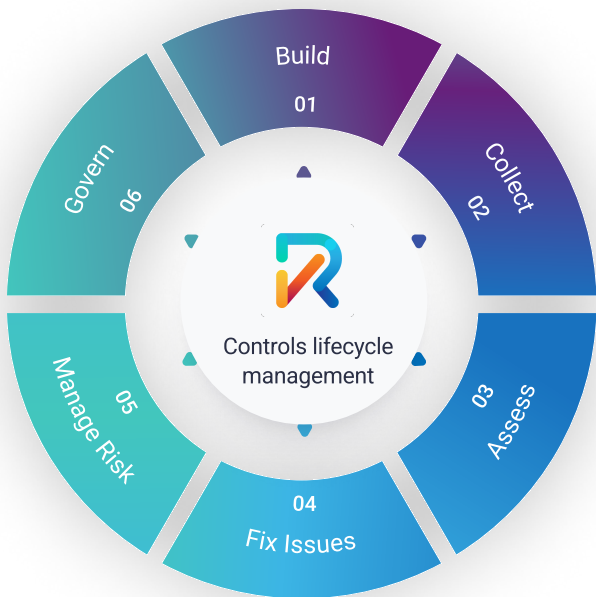 Build
01
Collect
02
Assess
03
04
Fix Issues
05
Manage Risk
Govern
06
Controls lifecycle
management